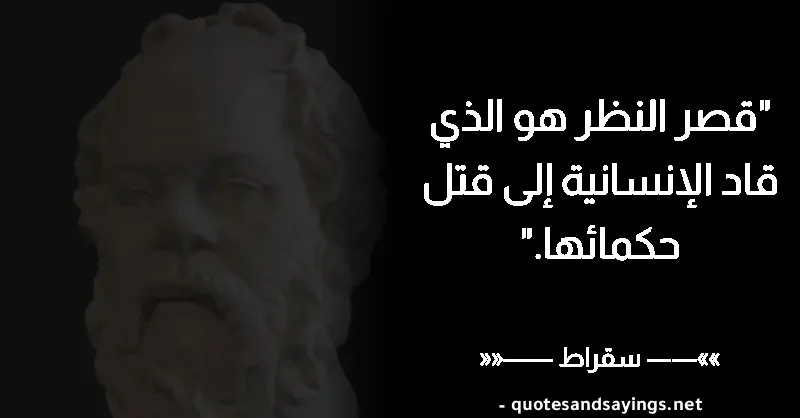 "قصر النظر هو الذي
قاد الإنسانية إلى قتل
حكمائها."
»»—— سقراط ——««
- quotesandsayings.net